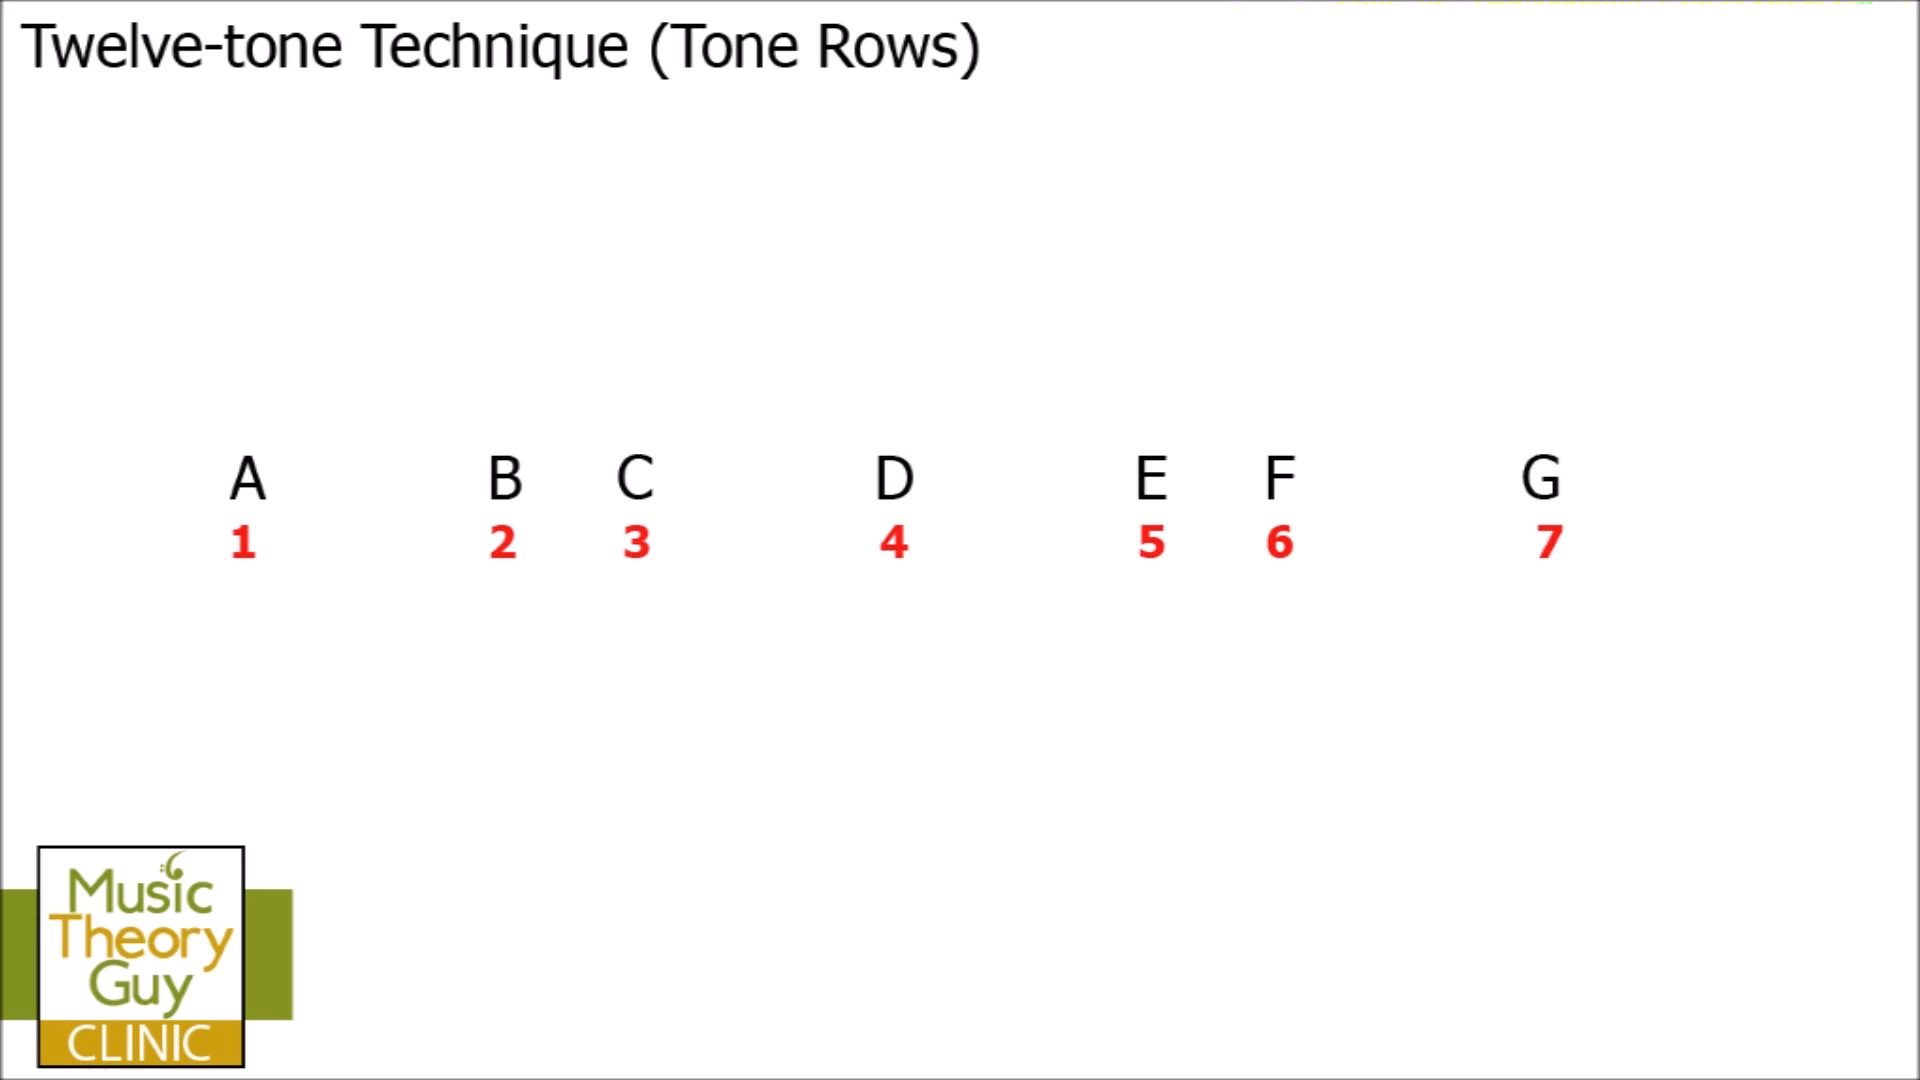 Twelve-tone Technique (Tone Rows)
A B C D E F G
1 2 3 4 5 6 7
Music
Theory
Guy
CLINIC